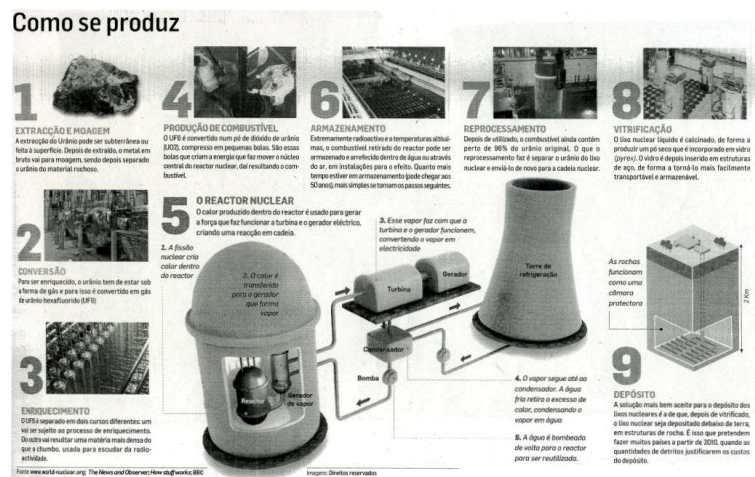 Como se produz
1
EXTRACÇÃO E MOAGEM
A extracção do Urânio pode ser subterrânea ou
feita à superfície. Depois de extraído, o metal em
bruto vai para moagem, sendo depois separado
o urânio do material rochoso.
2
CONVERSÃO
Para ser enriquecido, o urânio tem de estar sob
a forma de gás e para isso é convertido em gás
de urânio hexafluorido (UF6)
3
ENRIQUECIMENTO
O UF6 é separado em dois cursos diferentes: um
vai ser sujeito ao processo de enriquecimento.
Do outro vai resultar uma matéria mais densa do
que a chumbo, usada para escudar da radio-
actividade.
4
PRODUÇÃO DE COMBUSTÍVEL
O UF6 é convertido num pó de dióxido de urânio
(UO2), compresso em pequenas bolas. São essas
bolas que criam a energia que faz mover o núcleo
central do reactor nuclear, daí resultando o com-
bustível.
5
O REACTOR NUCLEAR
O calor produzido dentro do reactor é usado para gerar
a força que faz funcionar a turbina e o gerador eléctrico,
criando uma reacção em cadeia.
1. A fissão
nuclear cria
calor dentro
do reactor
2. O calor é
transferido
para o gerador
que forma
vapor
3. Esse vapor faz com que a
turbina e o gerador funcionem,
convertendo o vapor em
electricidade
Turbina
Gerador
Torre de
refrigeração
Condensador
Bomba
Reactor
Gerador
de vapor
4. O vapor segue até ao
condensador. A água
fria retira o excesso de
calor, condensando o
vapor em água
5. A água é bombeada
de volta para o reactor
para ser reutilizada.
6
ARMAZENAMENTO
Extremamente radioactivo e a temperaturas altíssi-
mas, o combustível retirado do reactor pode ser
armazenado e arrefecido dentro de água ou através
do ar, em instalações para o efeito. Quanto mais
tempo estiver em armazenamento (pode chegar aos
50 anos), mais simples se tornam os passos seguintes.
7
REPROCESSAMENTO
Depois de utilizado, o combustível ainda contém
perto de 96% do urânio original. O que o
reprocessamento faz é separar o urânio do lixo
nuclear e enviá-lo de novo para a cadeia nuclear.
8
VITRIFICAÇÃO
O lixo nuclear líquido é calcinado, de forma a
produzir um pó seco que é incorporado em vidro
(pyrex). O vidro é depois inserido em estruturas
de aço, de forma a torná-lo mais facilmente
transportável e armazenável.
As rochas
funcionam
como uma
câmara
protectora
2 Km
9
DEPÓSITO
A solução mais bem aceite para o depósito dos
lixos nucleares é a de que, depois de vitrificado,
o lixo nuclear seja depositado debaixo de terra,
em estruturas de rocha. É isso que pretendem
fazer muitos países a partir de 2010, quando as
quantidades de detritos justificarem os custos
do depósito.
Fonte: www.world-nuclear.org; The News and Observer; How stuff works; BBC
Imagens: Direitos reservados